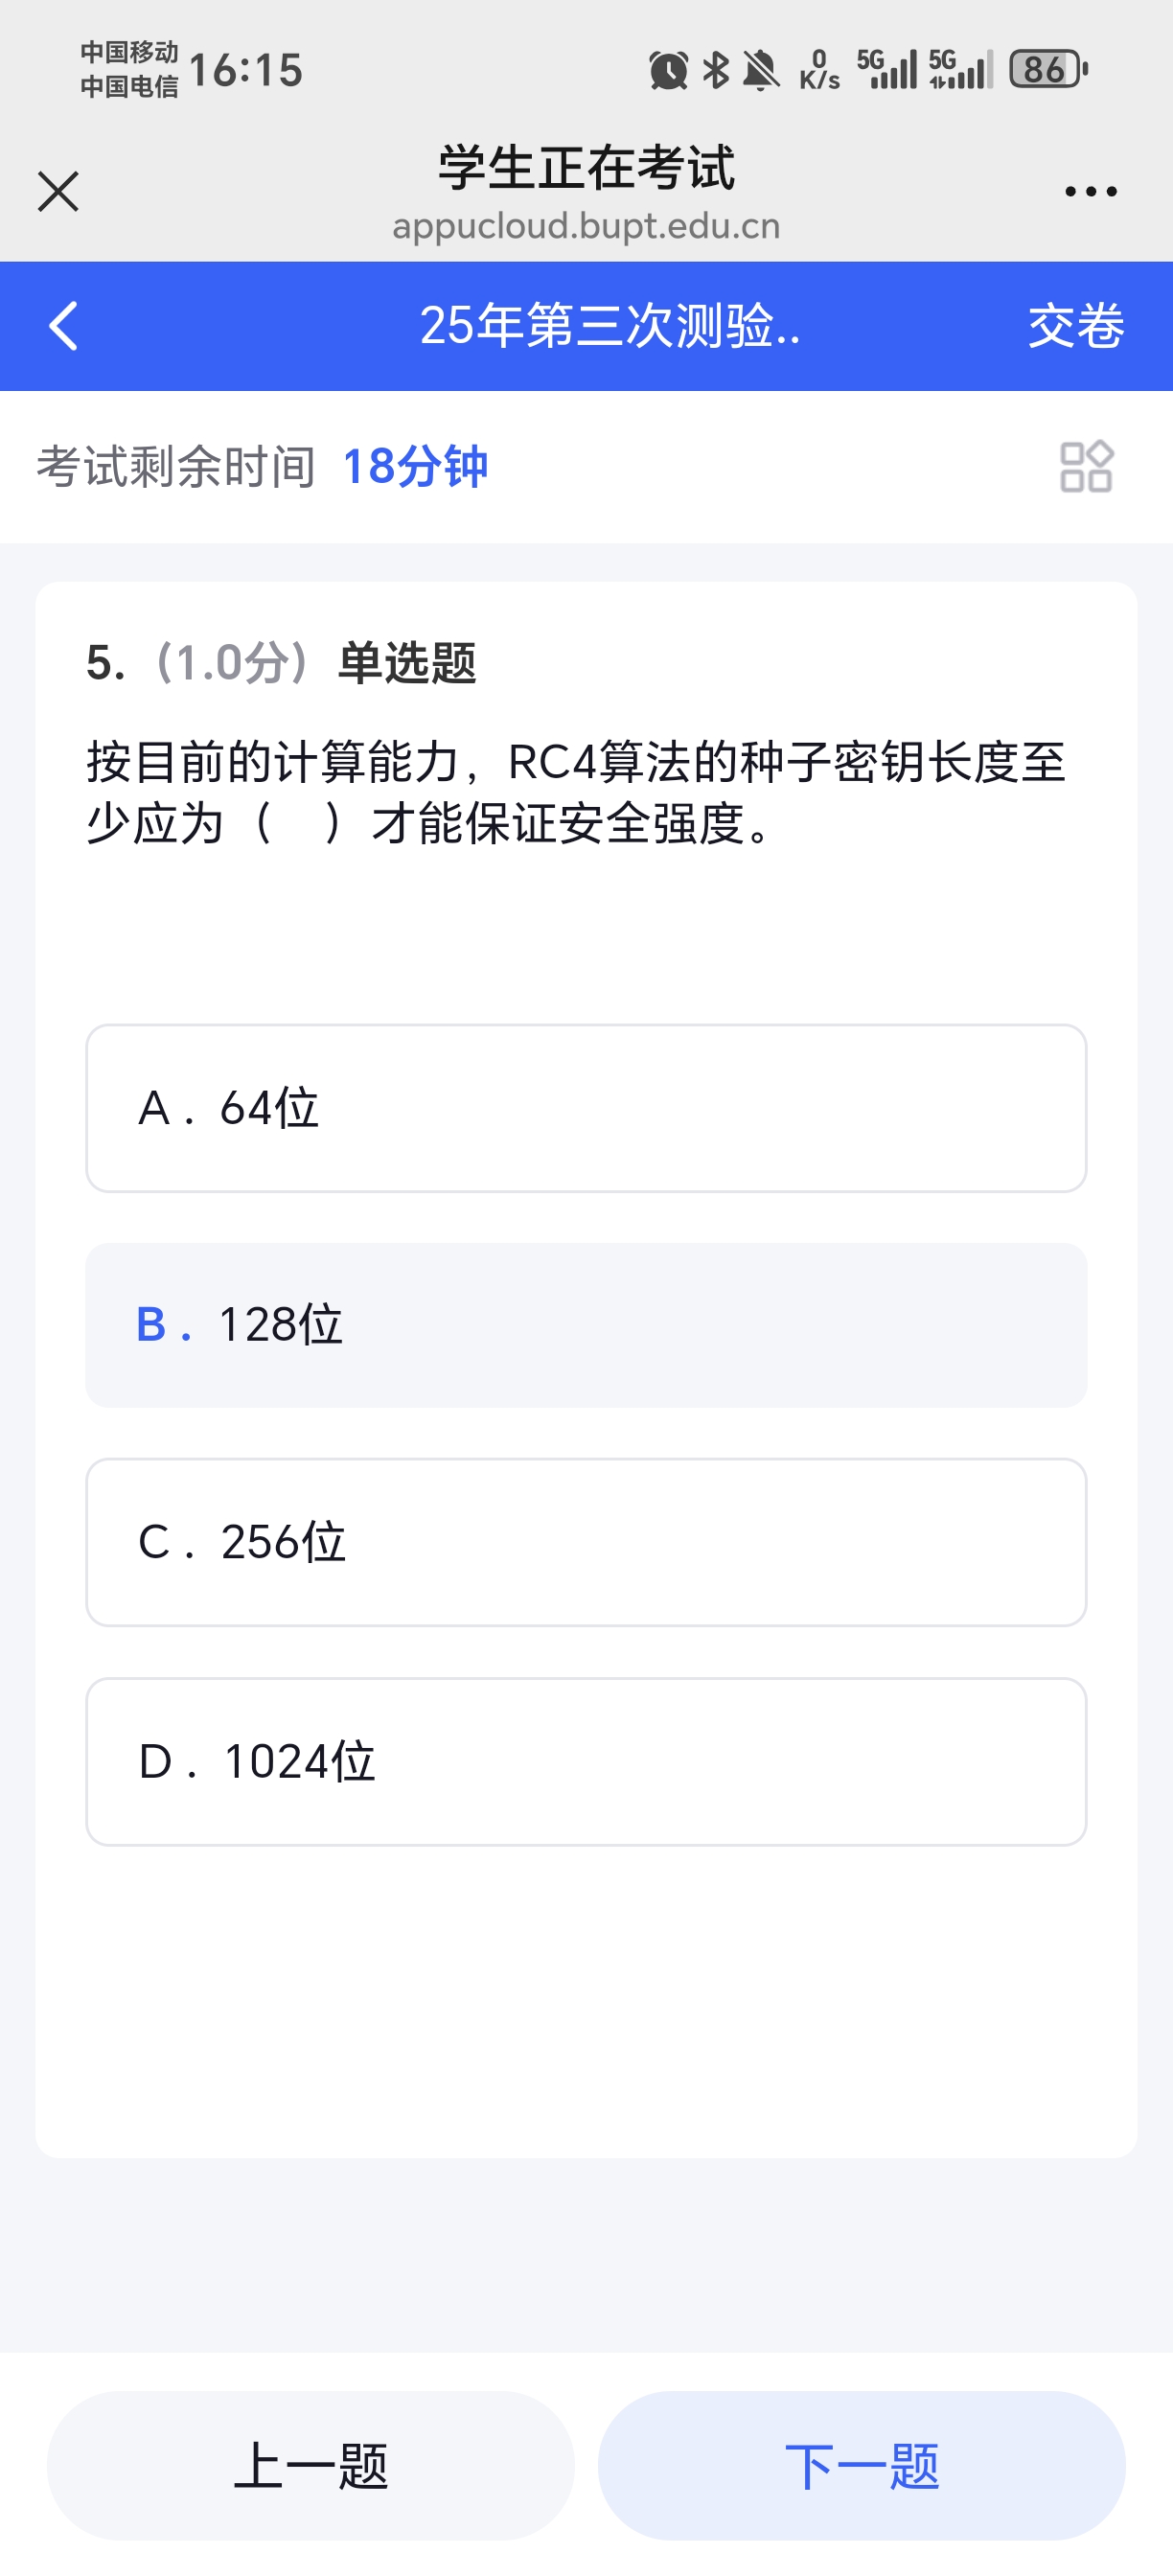 中国移动
中国电信
16:15
0
K/s
5G
5G
86
学生正在考试
appucloud.bupt.edu.cn
25年第三次测验..
交卷
考试剩余时间 18分钟
5.（1.0分）单选题
按目前的计算能力，RC4算法的种子密钥长度至
少应为（　）才能保证安全强度。
A . 64位
B . 128位
C . 256位
D . 1024位
上一题
下一题